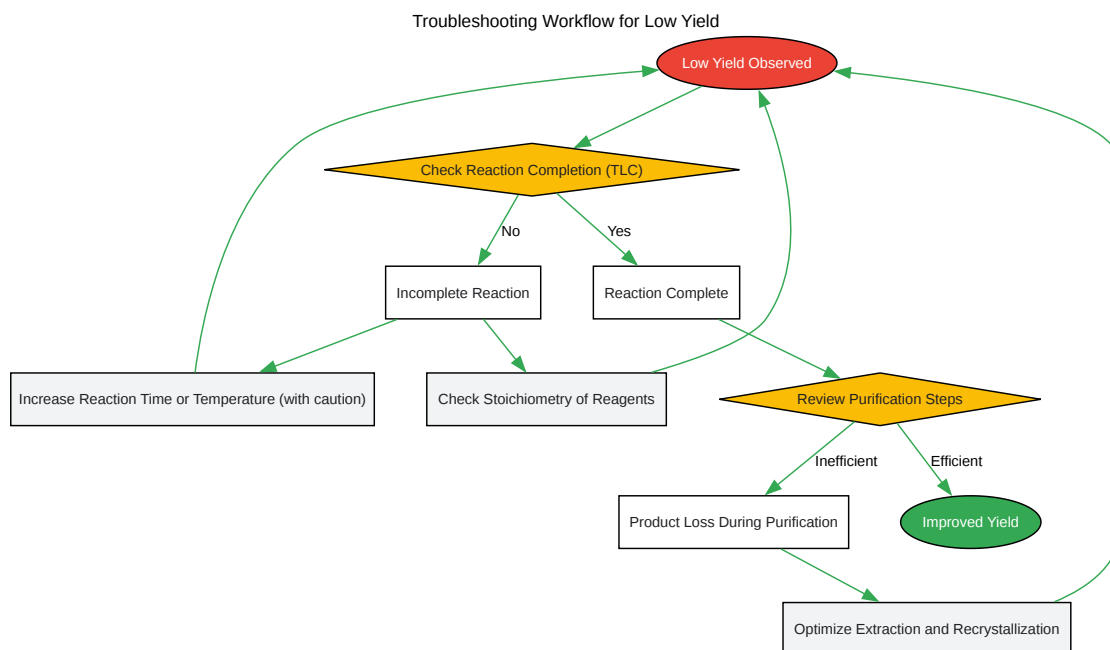 Troubleshooting Workflow for Low Yield
Low Yield Observed
Check Reaction Completion (TLC)
No
Yes
Incomplete Reaction
Reaction Complete
Increase Reaction Time or Temperature (with caution)
Check Stoichiometry of Reagents
Review Purification Steps
Inefficient
Efficient
Product Loss During Purification
Improved Yield
Optimize Extraction and Recrystallization